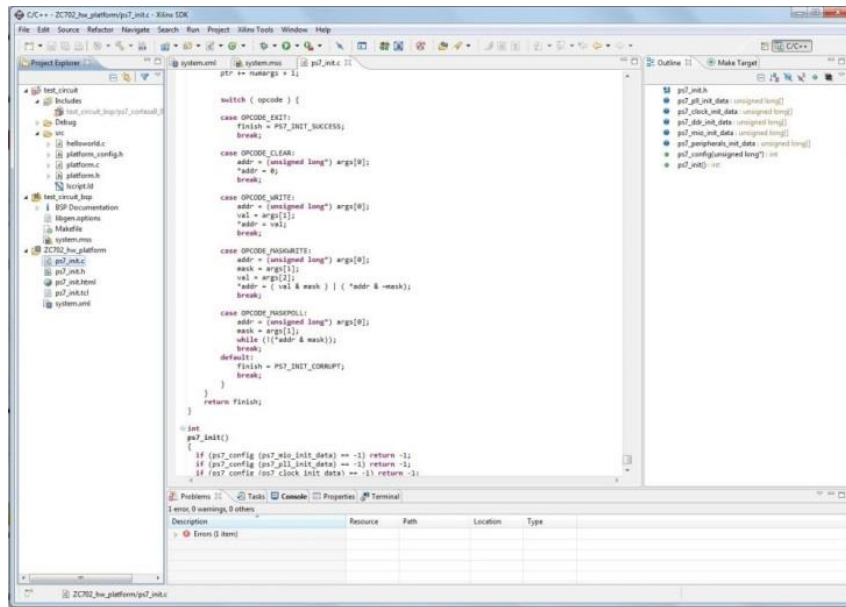 C/C++ - ZC702_hw_platform/ps7_init.c - Xilinx SDK
File Edit Source Refactor Navigate Search Run Project Xilinx Tools Window Help
C/C++
Project Explorer
test_circuit
Includes
test_circuit_bsp/ps7_cortexa9_0
Debug
src
helloworld.c
platform_config.h
platform.c
platform.h
lscript.ld
test_circuit_bsp
BSP Documentation
libgen.options
Makefile
system.mss
ZC702_hw_platform
ps7_init.c
ps7_init.h
ps7_init.html
ps7_init.tcl
system.xml
system.xml system.mss ps7_init.c
ptr += numargs + 1;
switch ( opcode ) {
case OPCODE_EXIT:
finish = PS7_INIT_SUCCESS;
break;
case OPCODE_CLEAR:
addr = (unsigned long*) args[0];
*addr = 0;
break;
case OPCODE_WRITE:
addr = (unsigned long*) args[0];
val = args[1];
*addr = val;
break;
case OPCODE_MASKWRITE:
addr = (unsigned long*) args[0];
mask = args[1];
val = args[2];
*addr = ( val & mask ) | ( *addr & ~mask);
break;
case OPCODE_MASKPOLL:
addr = (unsigned long*) args[0];
mask = args[1];
while (!(*addr & mask));
break;
default:
finish = PS7_INIT_CORRUPT;
break;
}
}
return finish;
}
int
ps7_init()
{
if (ps7_config (ps7_mio_init_data) == -1) return -1;
if (ps7_config (ps7_pll_init_data) == -1) return -1;
if (ps7_config (ps7_clock_init_data) == -1) return -1;
Outline Make Target
ps7_init.h
ps7_pll_init_data : unsigned long[]
ps7_clock_init_data : unsigned long[]
ps7_ddr_init_data : unsigned long[]
ps7_mio_init_data : unsigned long[]
ps7_peripherals_init_data : unsigned long[]
ps7_config(unsigned long*) : int
ps7_init() : int
Problems Tasks Console Properties Terminal
1 error, 0 warnings, 0 others
Description Resource Path Location Type
Errors (1 item)
ZC702_hw_platform/ps7_init.c